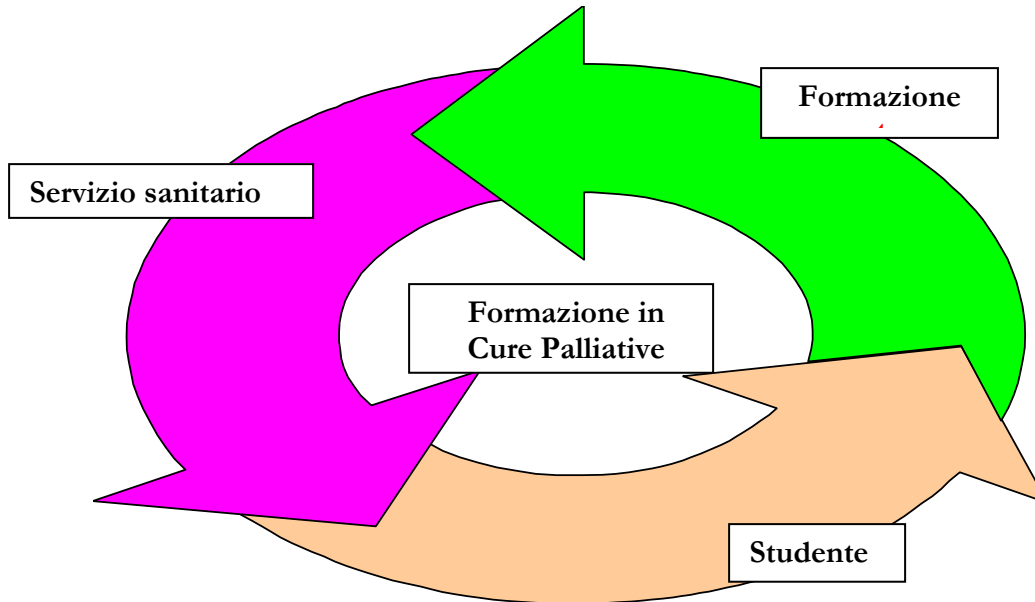 Formazione
Servizio sanitario
Formazione in
Cure Palliative
Studente